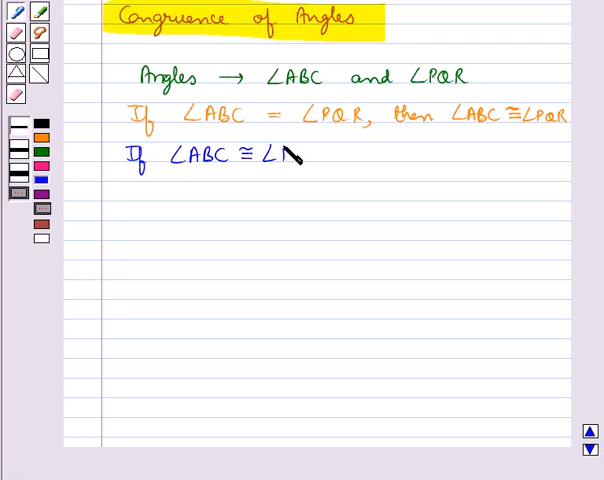 Congruence of Angles
Angles → ∠ABC and ∠PQR
If ∠ABC = ∠PQR, then ∠ABC ≅ ∠PQR
If ∠ABC ≅ ∠